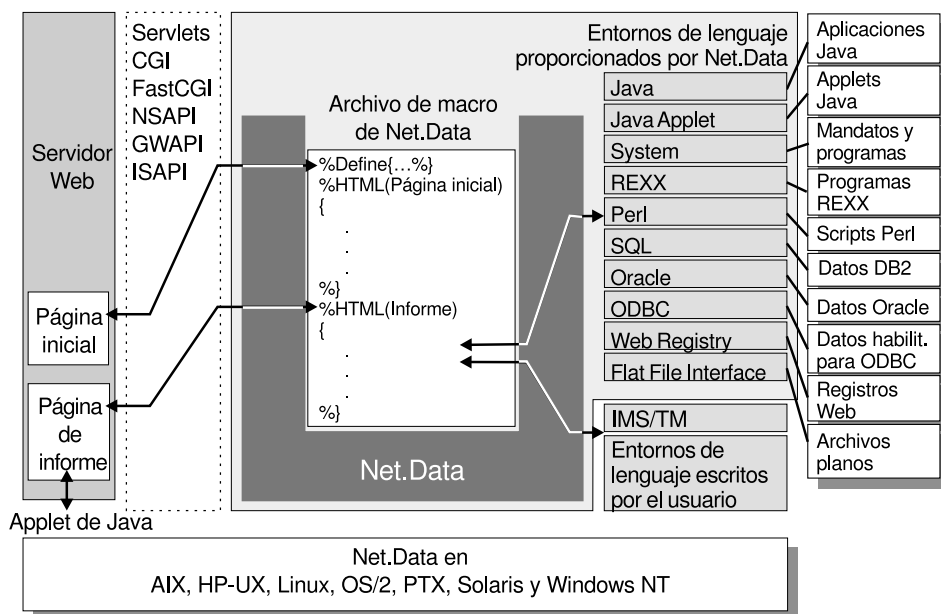 Servidor
Web
Página
inicial
Página
de
informe
Applet de Java
Servlets
CGI
FastCGI
NSAPI
GWAPI
ISAPI
Archivo de macro
de Net.Data
%Define{...%}
%HTML(Página inicial)
{
.
.
.
.
%}
%HTML(Informe)
{
.
.
.
%}
Net.Data
Entornos de lenguaje
proporcionados por Net.Data
Java
Java Applet
System
REXX
Perl
SQL
Oracle
ODBC
Web Registry
Flat File Interface
IMS/TM
Entornos de
lenguaje escritos
por el usuario
Aplicaciones
Java
Applets
Java
Mandatos y
programas
Programas
REXX
Scripts Perl
Datos DB2
Datos Oracle
Datos habilit.
para ODBC
Registros
Web
Archivos
planos
Net.Data en
AIX, HP-UX, Linux, OS/2, PTX, Solaris y Windows NT